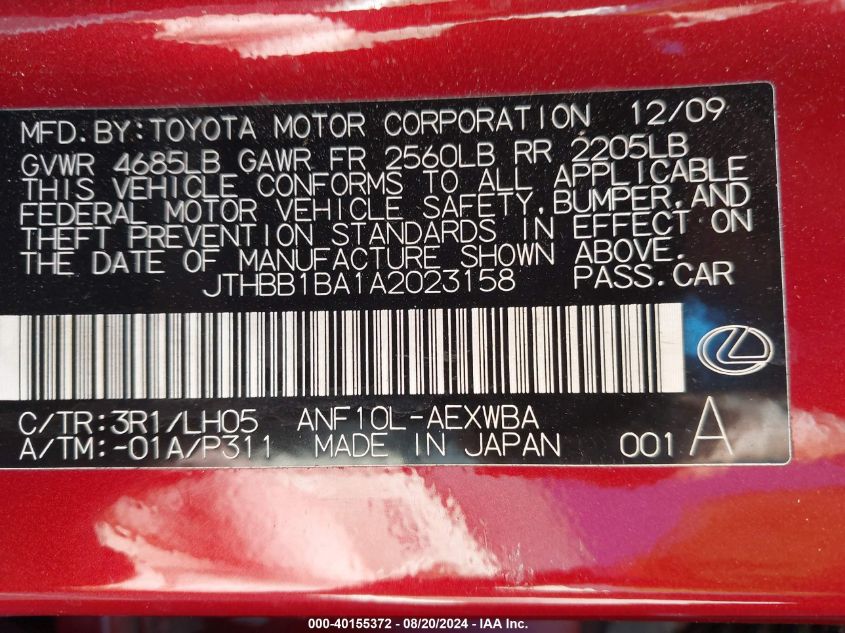 MFD. BY: TOYOTA MOTOR CORPORATION 12/09
GVWR 4685LB GAWR FR 2560LB RR 2205LB
THIS VEHICLE CONFORMS TO ALL APPLICABLE
FEDERAL MOTOR VEHICLE SAFETY, BUMPER, AND
THEFT PREVENTION STANDARDS IN EFFECT ON
THE DATE OF MANUFACTURE SHOWN ABOVE.
JTHBB1BA1A2023158 PASS. CAR
C/TR: 3R1/LH05 ANF10L-AEXWBA
A/TM: -01A/P311 MADE IN JAPAN 001 A
000-40155372 - 08/20/2024 - IAA Inc.